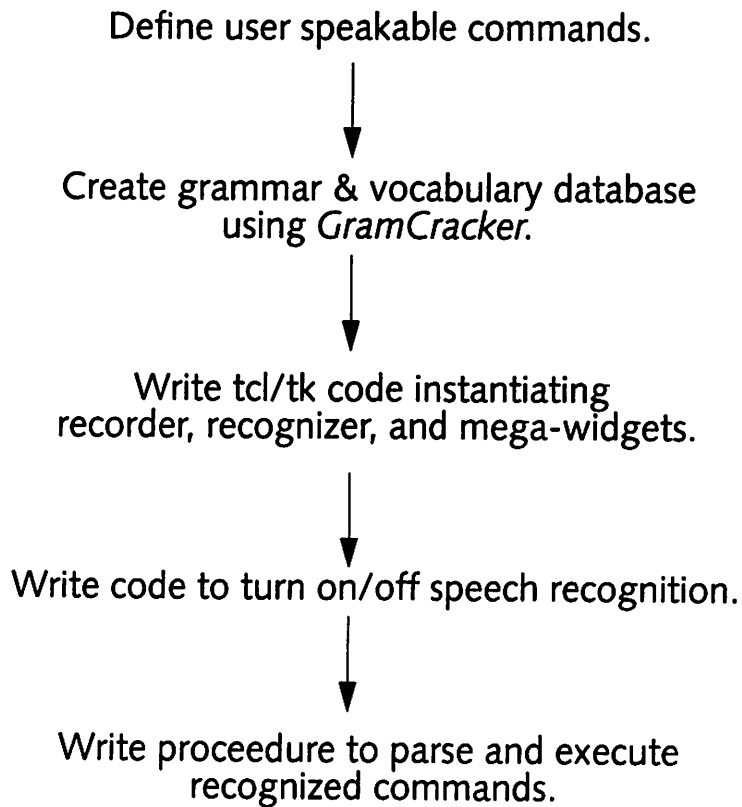 Define user speakable commands.
Create grammar & vocabulary database
using GramCracker.
Write tcl/tk code instantiating
recorder, recognizer, and mega-widgets.
Write code to turn on/off speech recognition.
Write proceedure to parse and execute
recognized commands.